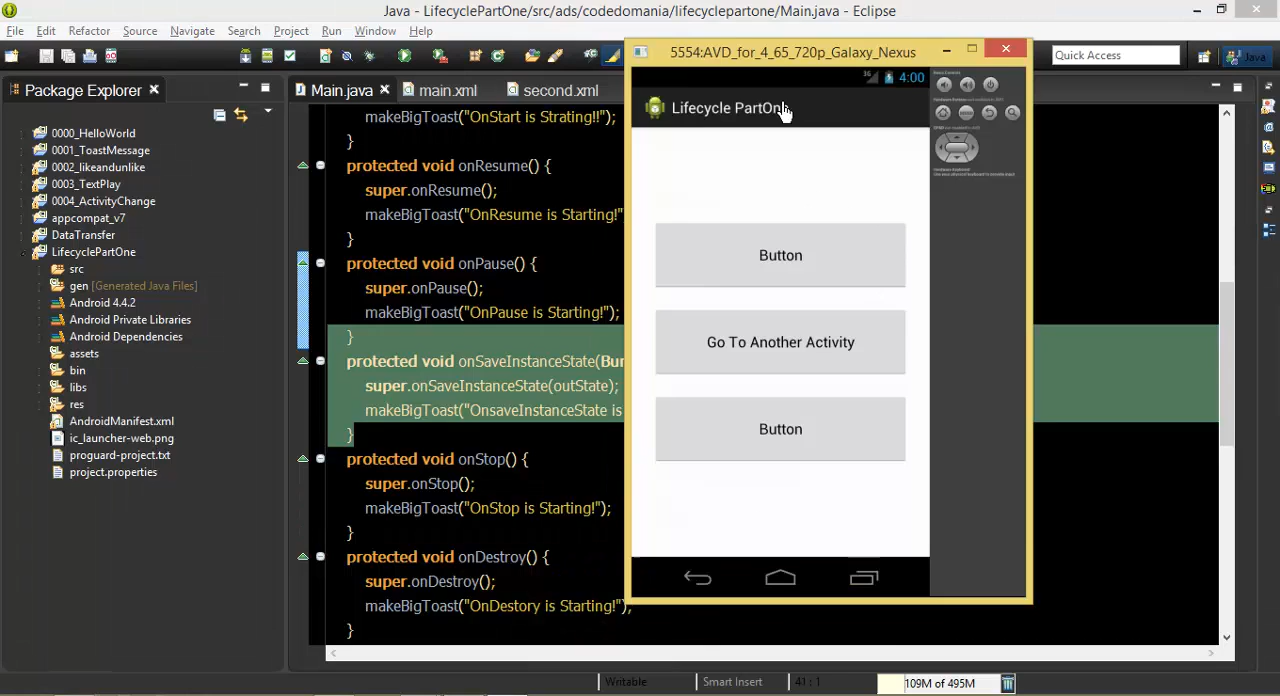 Java - LifecyclePartOne/src/ads/codedomania/lifecyclepartone/Main.java - Eclipse
File Edit Refactor Source Navigate Search Project Run Window Help
Quick Access
Java
Package Explorer
0000_HelloWorld
0001_ToastMessage
0002_likeandunlike
0003_TextPlay
0004_ActivityChange
appcompat_v7
DataTransfer
LifecyclePartOne
src
gen [Generated Java Files]
Android 4.4.2
Android Private Libraries
Android Dependencies
assets
bin
libs
res
AndroidManifest.xml
ic_launcher-web.png
proguard-project.txt
project.properties
Main.java main.xml second.xml
makeBigToast("OnStart is Strating!!");
}
protected void onResume() {
super.onResume();
makeBigToast("OnResume is Starting!"
}
protected void onPause() {
super.onPause();
makeBigToast("OnPause is Starting!");
}
protected void onSaveInstanceState(Bun
super.onSaveInstanceState(outState);
makeBigToast("OnsaveInstanceState is
}
protected void onStop() {
super.onStop();
makeBigToast("OnStop is Starting!");
}
protected void onDestroy() {
super.onDestroy();
makeBigToast("OnDestory is Starting!");
}
5554:AVD_for_4_65_720p_Galaxy_Nexus
3G 4:00
Lifecycle PartOne
Button
Go To Another Activity
Button
Writable Smart Insert 41 : 1 109M of 495M